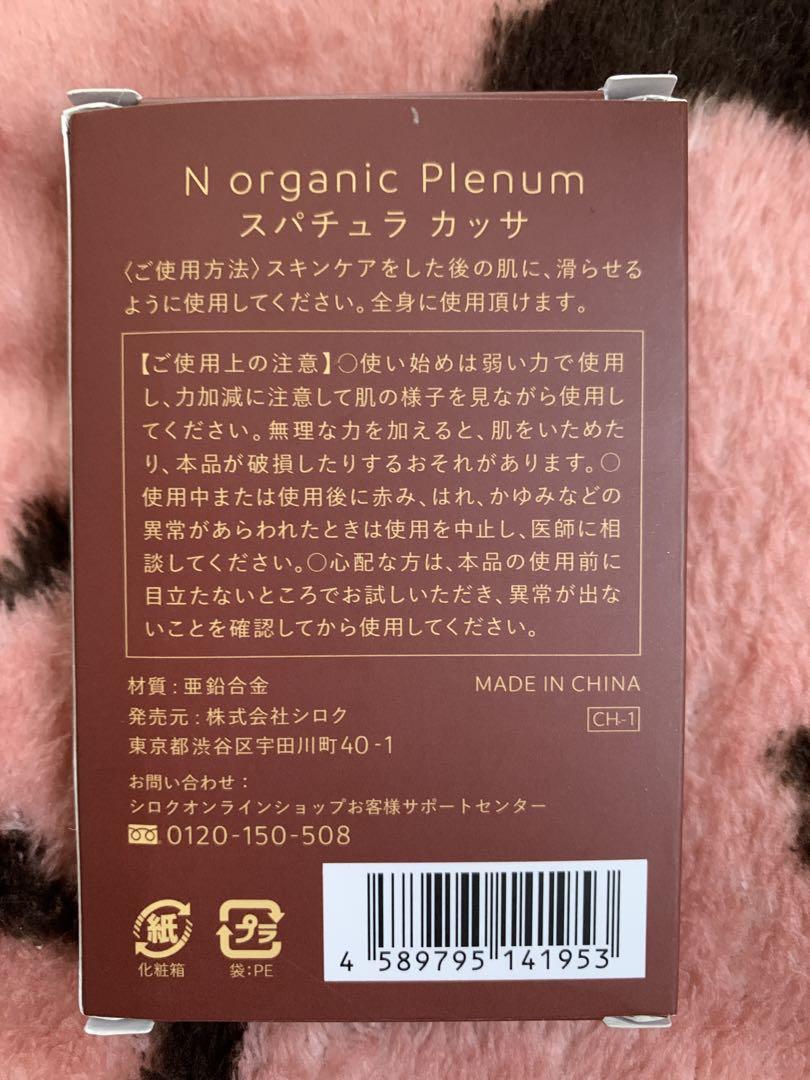 N organic Plenum
スパチュラ カッサ
〈ご使用方法〉スキンケアをした後の肌に、滑らせる
ように使用してください。全身に使用頂けます。
【ご使用上の注意】○使い始めは弱い力で使用
し、力加減に注意して肌の様子を見ながら使用し
てください。無理な力を加えると、肌をいためた
り、本品が破損したりするおそれがあります。○
使用中または使用後に赤み、はれ、かゆみなどの
異常があらわれたときは使用を中止し、医師に相
談してください。○心配な方は、本品の使用前に
目立たないところでお試しいただき、異常が出な
いことを確認してから使用してください。
材質：亜鉛合金 MADE IN CHINA
発売元：株式会社シロク CH-1
東京都渋谷区宇田川町40-1
お問い合わせ：
シロクオンラインショップお客様サポートセンター
0120-150-508
紙 プラ
化粧箱 袋:PE
4 589795 141953